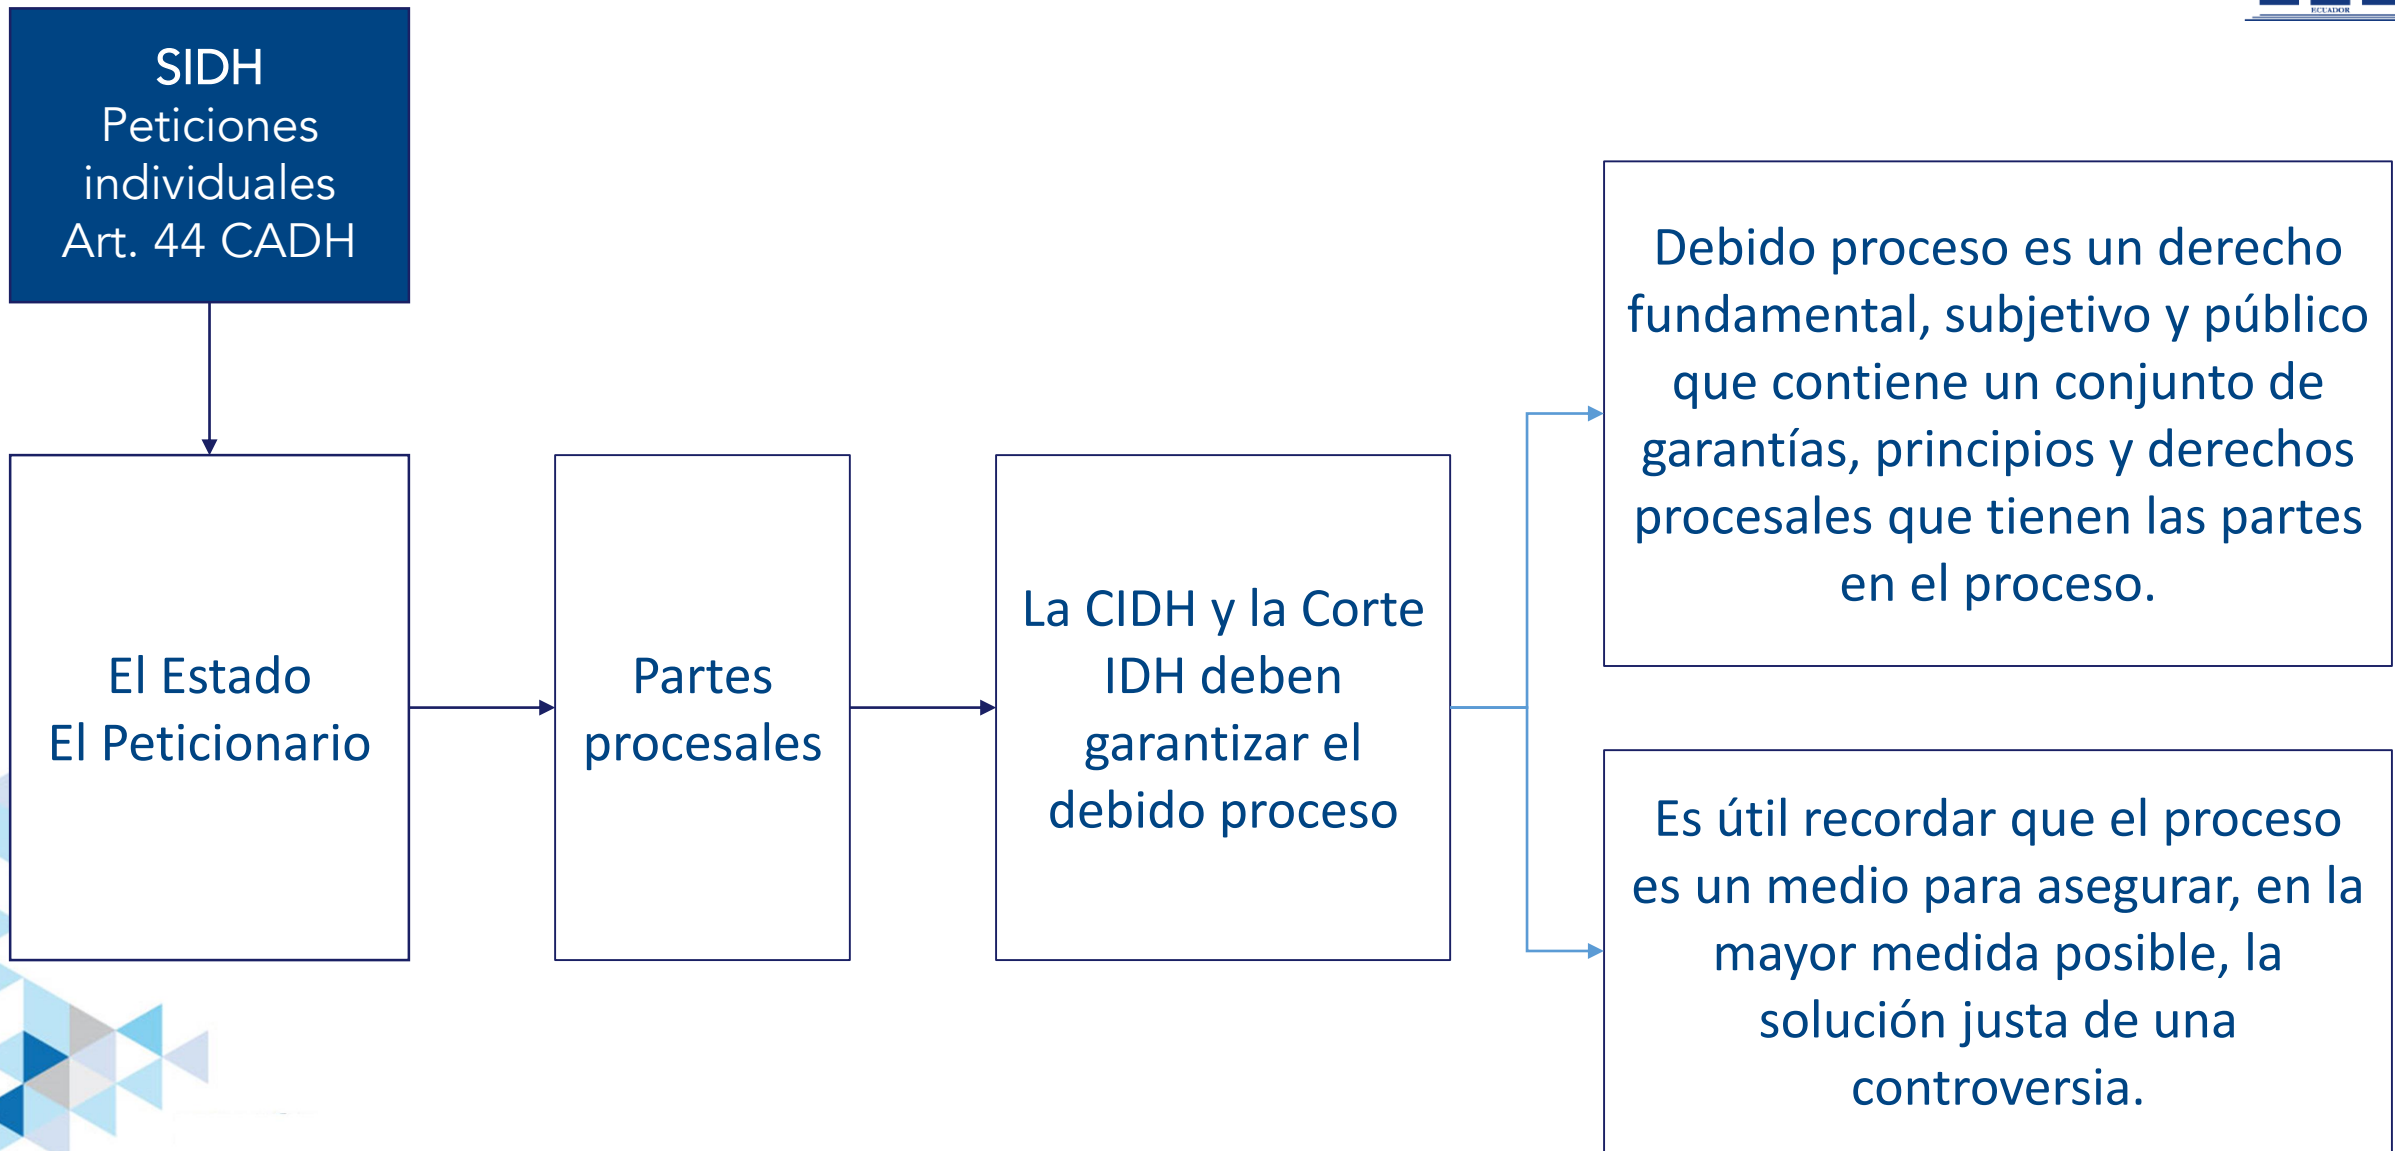 ECUADOR
SIDH
Peticiones
individuales
Art. 44 CADH
El Estado
El Peticionario
Partes
procesales
La CIDH y la Corte
IDH deben
garantizar el
debido proceso
Debido proceso es un derecho
fundamental, subjetivo y público
que contiene un conjunto de
garantías, principios y derechos
procesales que tienen las partes
en el proceso.
Es útil recordar que el proceso
es un medio para asegurar, en la
mayor medida posible, la
solución justa de una
controversia.